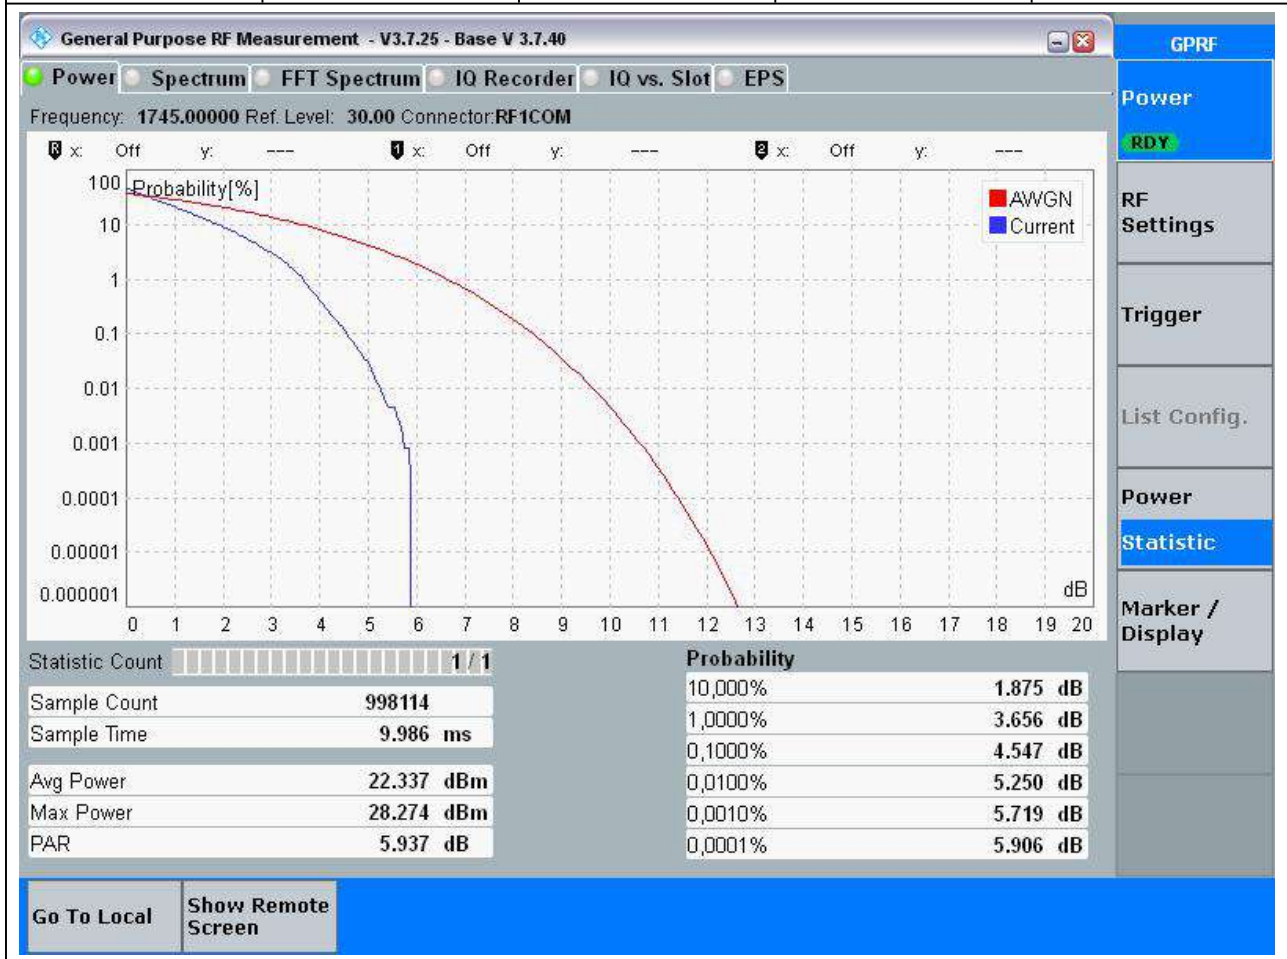 General Purpose RF Measurement - V3.7.25 - Base V 3.7.40
GPRF
Power Spectrum FFT Spectrum IQ Recorder IQ vs. Slot EPS
Frequency: 1745.00000 Ref. Level: 30.00 Connector:RF1COM
R x: Off y: --- 1 x: Off y: --- 2 x: Off y: ---
Probability[%]
AWGN
Current
100
10
1
0.1
0.01
0.001
0.0001
0.00001
0.000001
dB
0 1 2 3 4 5 6 7 8 9 10 11 12 13 14 15 16 17 18 19 20
Statistic Count 1 / 1
Sample Count 998114
Sample Time 9.986 ms
Avg Power 22.337 dBm
Max Power 28.274 dBm
PAR 5.937 dB
Probability
10,000% 1.875 dB
1,0000% 3.656 dB
0,1000% 4.547 dB
0,0100% 5.250 dB
0,0010% 5.719 dB
0,0001% 5.906 dB
Power
RDY
RF
Settings
Trigger
List Config.
Power
Statistic
Marker /
Display
Go To Local
Show Remote
Screen